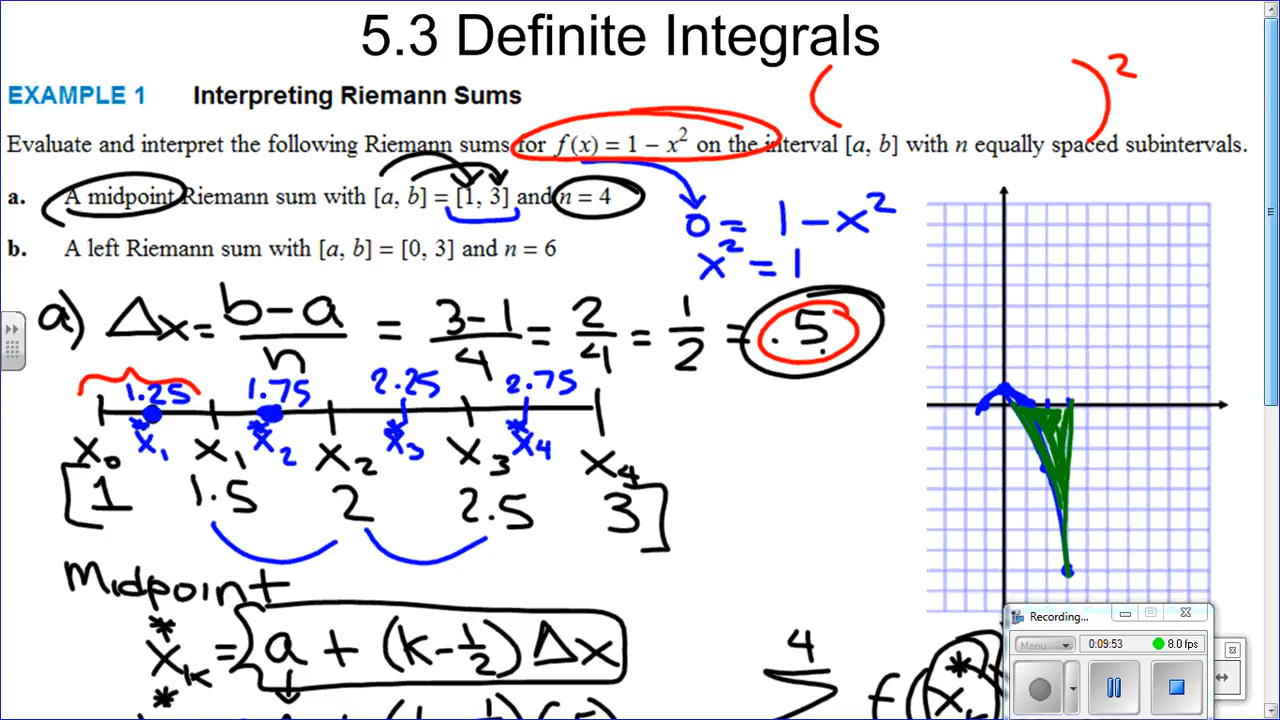 5.3 Definite Integrals
( )²
EXAMPLE 1 Interpreting Riemann Sums
Evaluate and interpret the following Riemann sums for f(x) = 1 − x² on the interval [a, b] with n equally spaced subintervals.
a. A midpoint Riemann sum with [a, b] = [1, 3] and n = 4
0 = 1 − x²
b. A left Riemann sum with [a, b] = [0, 3] and n = 6
x² = 1
a) Δx = (b − a)/n = (3 − 1)/4 = 2/4 = 1/2 = .5
1.25 1.75 2.25 2.75
x₁* x₂* x₃* x₄*
x₀ x₁ x₂ x₃ x₄
[1 1.5 2 2.5 3]
Midpoint
xₖ* = a + (k − ½) Δx
4
Σ f(xₖ*
Recording...
Menu 0:09:53 8.0 fps